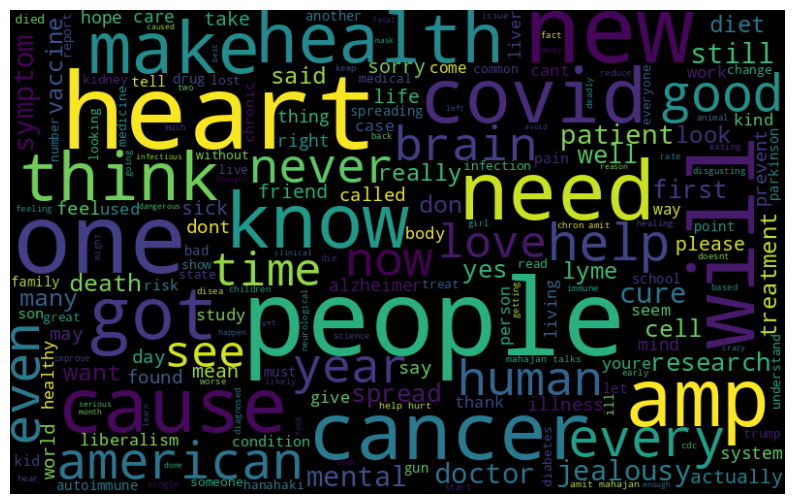 died caused hope care take another issue fatal mask liver best fact away new diet
symptom vaccine report make health still
number kidney tell drug lost sorry come common cant work change
looking medicine two chronic said medical keep reduce everyone
heart much life spreading left deadly covid good animal
going thing case back avoid kind
infectious without right brain patient look eating prevent parkinson
think never live really infection pain well rate disgusting
feeling thought friend called reason first
feel used dangerous sick know don need way will
one dont body girl chron amit healing point
family might bad clinical die love help please doesnt
show now yes read lyme school based treatment
time state alzheimer treat cure
death children immune person living seem
many risk disea
son great got people cell understand
may study neurological getting mind
even see year happen yet science mahajan talks youre research crazy
day mean say human early
want improve found worse must likely spread illness ill let trump
healthy give thank help hurt amp
world cause serious month learn diagnosed food cancer diabetes every cdc system
liberalism condition gun
kid done someone american mental doctor soon jealousy actually
hear autoimmune single hanahaki start amit mahajan enough